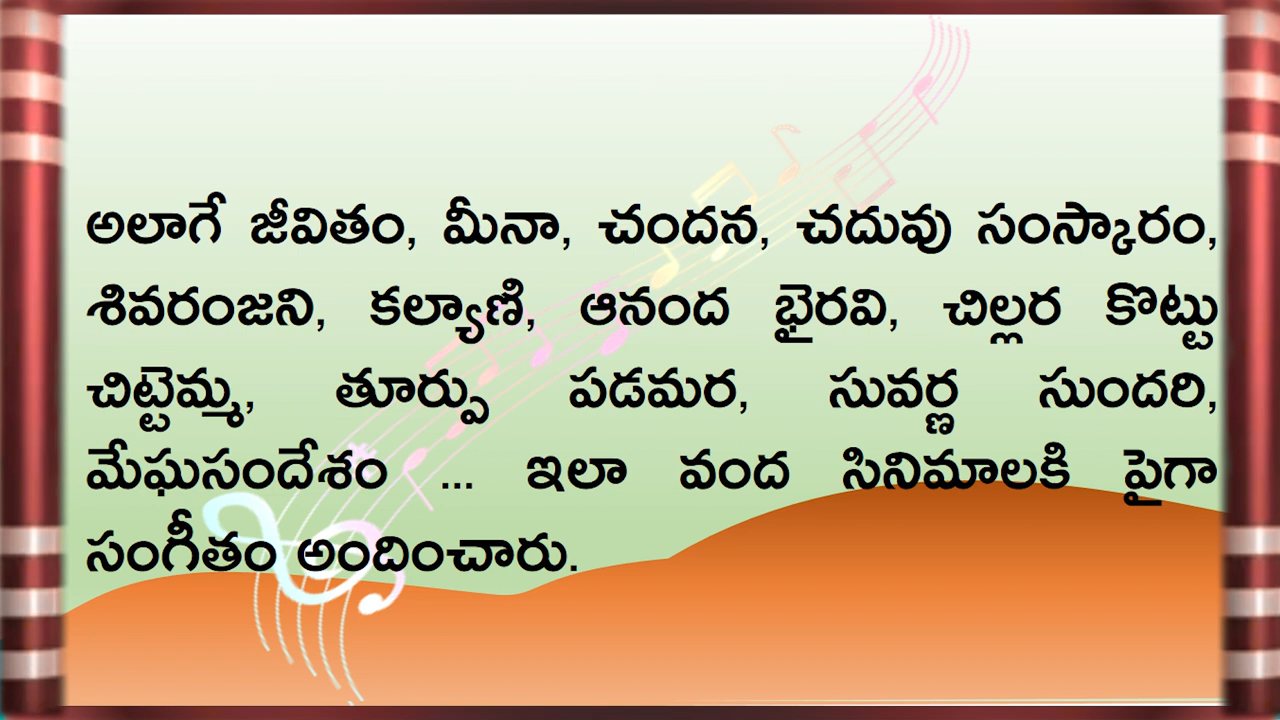 అలాగే జీవితం, మీనా, చందన, చదువు సంస్కారం,
శివరంజని, కల్యాణి, ఆనంద భైరవి, చిల్లర కొట్టు
చిట్టెమ్మ, తూర్పు పడమర, సువర్ణ సుందరి,
మేఘసందేశం ... ఇలా వంద సినిమాలకి పైగా
సంగీతం అందించారు.